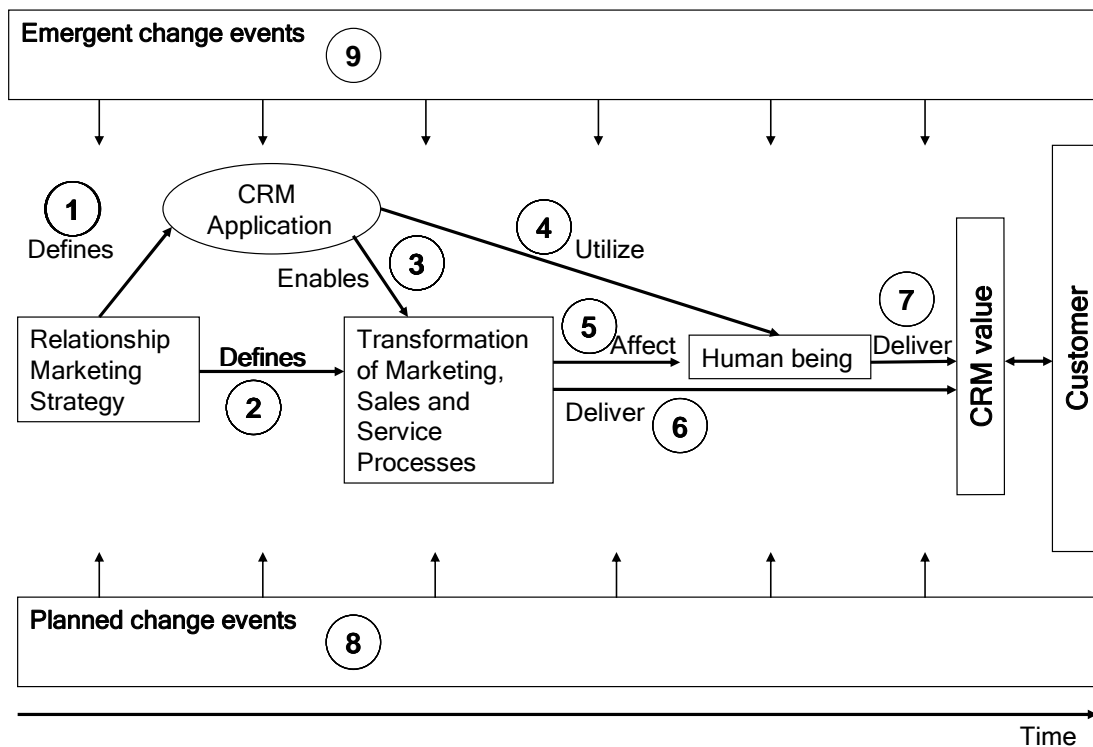 Emergent change events
9
CRM
Application
1
Defines
4
Utilize
3
Enables
7
Relationship
Marketing
Strategy
Defines
2
Transformation
of Marketing,
Sales and
Service
Processes
5
Affect
Human being
Deliver
Deliver
6
CRM value
Customer
Planned change events
8
Time